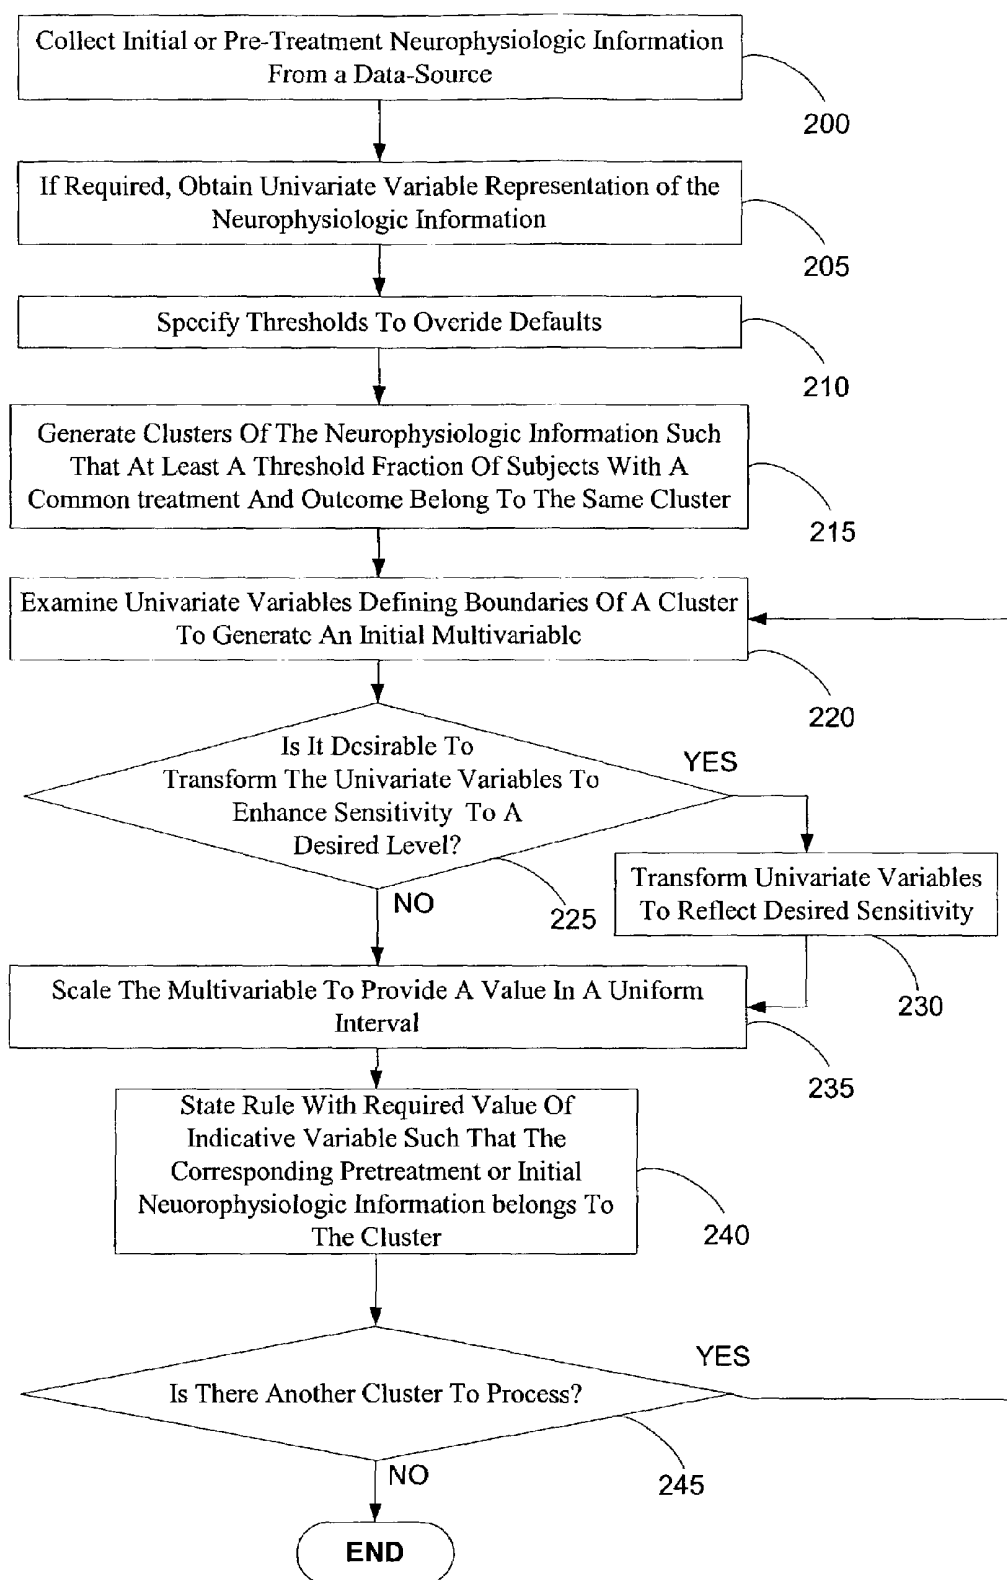 Collect Initial or Pre-Treatment Neurophysiologic Information
From a Data-Source
200
If Required, Obtain Univariate Variable Representation of the
Neurophysiologic Information
205
Specify Thresholds To Overide Defaults
210
Generate Clusters Of The Neurophysiologic Information Such
That At Least A Threshold Fraction Of Subjects With A
Common treatment And Outcome Belong To The Same Cluster
215
Examine Univariate Variables Defining Boundaries Of A Cluster
To Generate An Initial Multivariable
220
Is It Desirable To
Transform The Univariate Variables To
Enhance Sensitivity To A
Desired Level?
YES
225
NO
Transform Univariate Variables
To Reflect Desired Sensitivity
230
Scale The Multivariable To Provide A Value In A Uniform
Interval
235
State Rule With Required Value Of
Indicative Variable Such That The
Corresponding Pretreatment or Initial
Neuorophysiologic Information belongs To
The Cluster
240
Is There Another Cluster To Process?
YES
245
NO
END